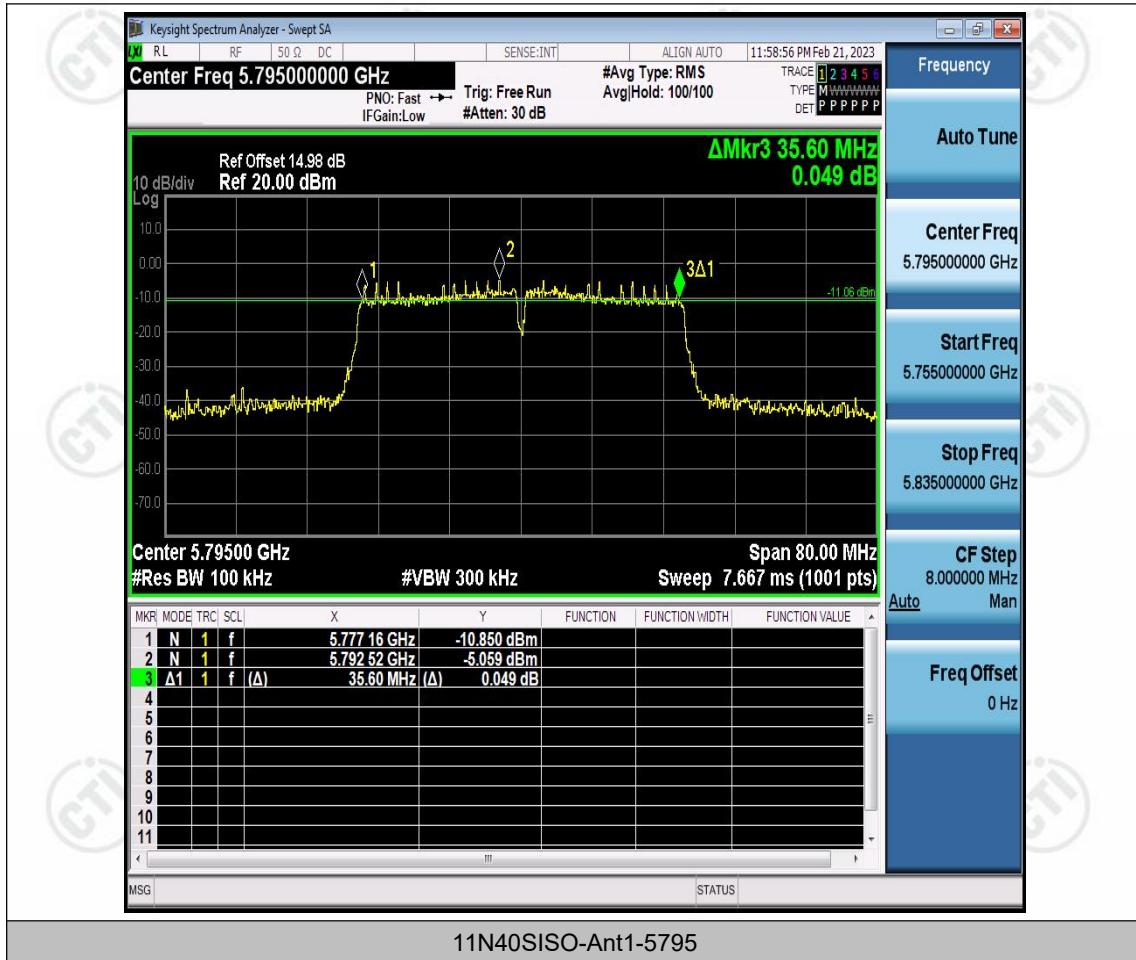 Keysight Spectrum Analyzer - Swept SA
LXI RL RF 50 Ω DC SENSE:INT ALIGN AUTO 11:58:56 PM Feb 21, 2023
Center Freq 5.795000000 GHz
PNO: Fast
IFGain:Low
Trig: Free Run
#Atten: 30 dB
#Avg Type: RMS
Avg|Hold: 100/100
TRACE 1 2 3 4 5 6
TYPE M WWWWW
DET P P P P P P
Frequency
Auto Tune
Center Freq
5.795000000 GHz
Start Freq
5.755000000 GHz
Stop Freq
5.835000000 GHz
CF Step
8.000000 MHz
Auto Man
Freq Offset
0 Hz
ΔMkr3 35.60 MHz
0.049 dB
Ref Offset 14.98 dB
10 dB/div Ref 20.00 dBm
Log
10.0
0.00
-10.0
-20.0
-30.0
-40.0
-50.0
-60.0
-70.0
1
2
3Δ1
-11.06 dBm
Center 5.79500 GHz Span 80.00 MHz
#Res BW 100 kHz #VBW 300 kHz Sweep 7.667 ms (1001 pts)
MKR MODE TRC SCL X Y FUNCTION FUNCTION WIDTH FUNCTION VALUE
1 N 1 f 5.777 16 GHz -10.850 dBm
2 N 1 f 5.792 52 GHz -5.059 dBm
3 Δ1 1 f (Δ) 35.60 MHz (Δ) 0.049 dB
4
5
6
7
8
9
10
11
MSG STATUS
11N40SISO-Ant1-5795
CTI
CTI
CTI
CTI
CTI
CTI